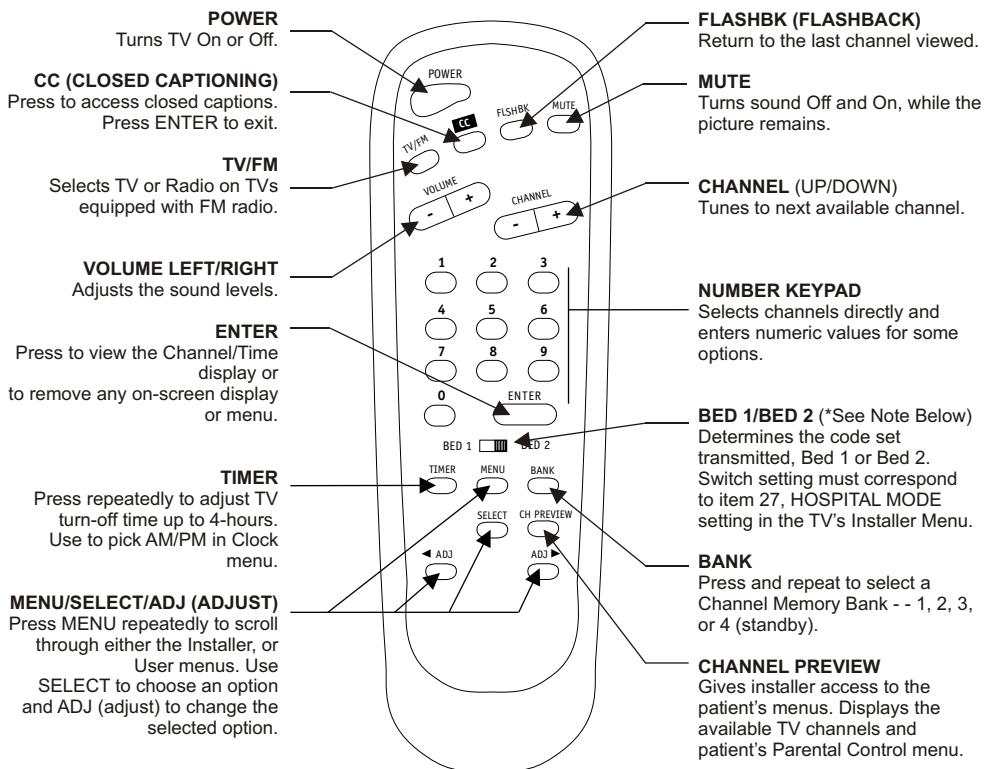 POWER
Turns TV On or Off.
CC (CLOSED CAPTIONING)
Press to access closed captions.
Press ENTER to exit.
TV/FM
Selects TV or Radio on TVs
equipped with FM radio.
VOLUME LEFT/RIGHT
Adjusts the sound levels.
ENTER
Press to view the Channel/Time
display or
to remove any on-screen display
or menu.
TIMER
Press repeatedly to adjust TV
turn-off time up to 4-hours.
Use to pick AM/PM in Clock
menu.
MENU/SELECT/ADJ (ADJUST)
Press MENU repeatedly to scroll
through either the Installer, or
User menus. Use
SELECT to choose an option
and ADJ (adjust) to change the
selected option.
POWER
CC
FLSHBK
MUTE
TV/FM
VOLUME
- +
CHANNEL
- +
1 2 3
4 5 6
7 8 9
0 ENTER
BED 1 BED 2
TIMER MENU BANK
SELECT CH PREVIEW
◄ ADJ ADJ ►
FLASHBK (FLASHBACK)
Return to the last channel viewed.
MUTE
Turns sound Off and On, while the
picture remains.
CHANNEL (UP/DOWN)
Tunes to next available channel.
NUMBER KEYPAD
Selects channels directly and
enters numeric values for some
options.
BED 1/BED 2 (*See Note Below)
Determines the code set
transmitted, Bed 1 or Bed 2.
Switch setting must correspond
to item 27, HOSPITAL MODE
setting in the TV's Installer Menu.
BANK
Press and repeat to select a
Channel Memory Bank - - 1, 2, 3,
or 4 (standby).
CHANNEL PREVIEW
Gives installer access to the
patient's menus. Displays the
available TV channels and
patient's Parental Control menu.